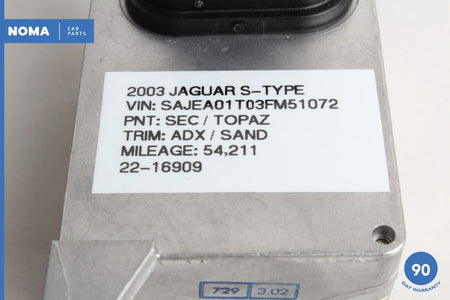 NOMA
CAR
PARTS
2003 JAGUAR S-TYPE
VIN: SAJEA01T03FM51072
PNT: SEC / TOPAZ
TRIM: ADX / SAND
MILEAGE: 54,211
22-16909
729 3.02
90
DAY WARRANTY